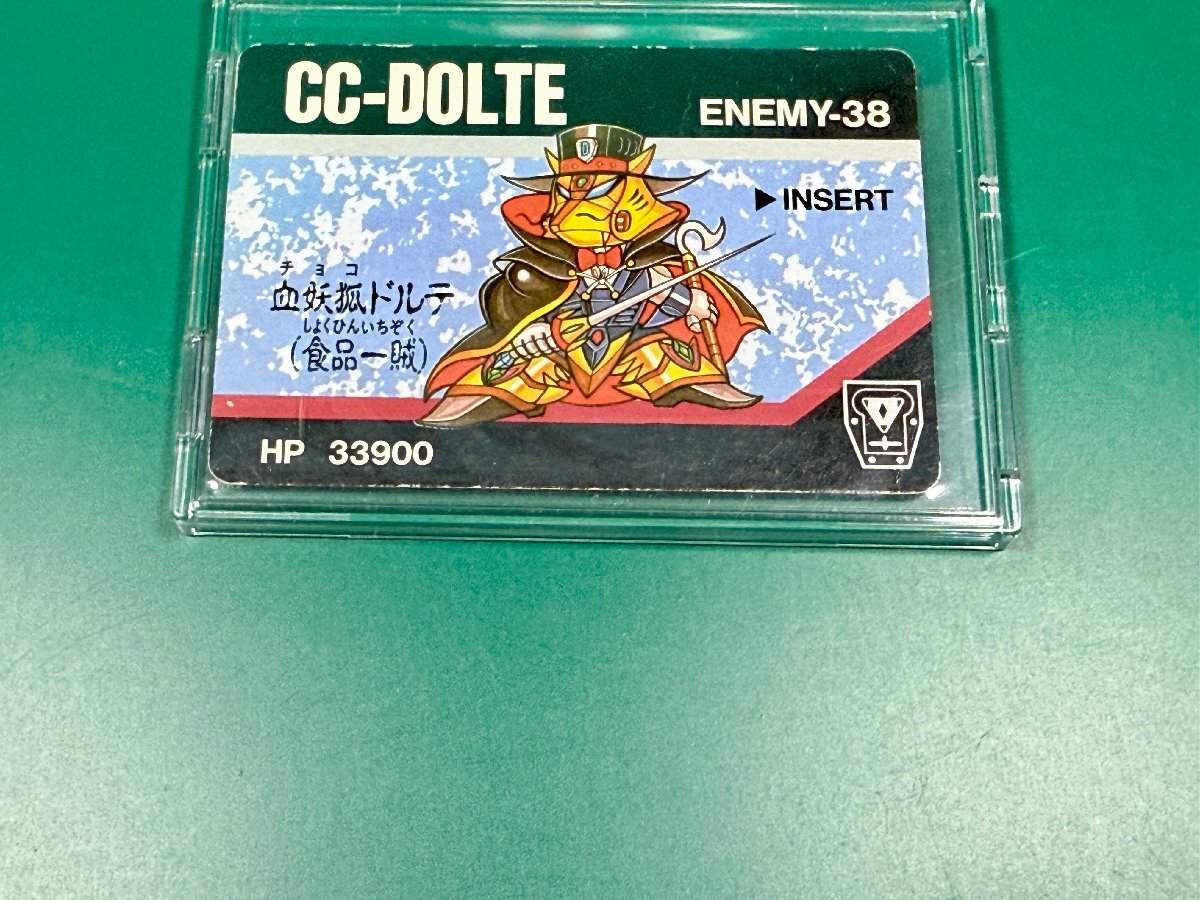 CC-DOLTE
ENEMY-38
D
▶INSERT
チョコ
血妖狐ドルテ
しょくひんいちぞく
(食品一賊)
HP 33900